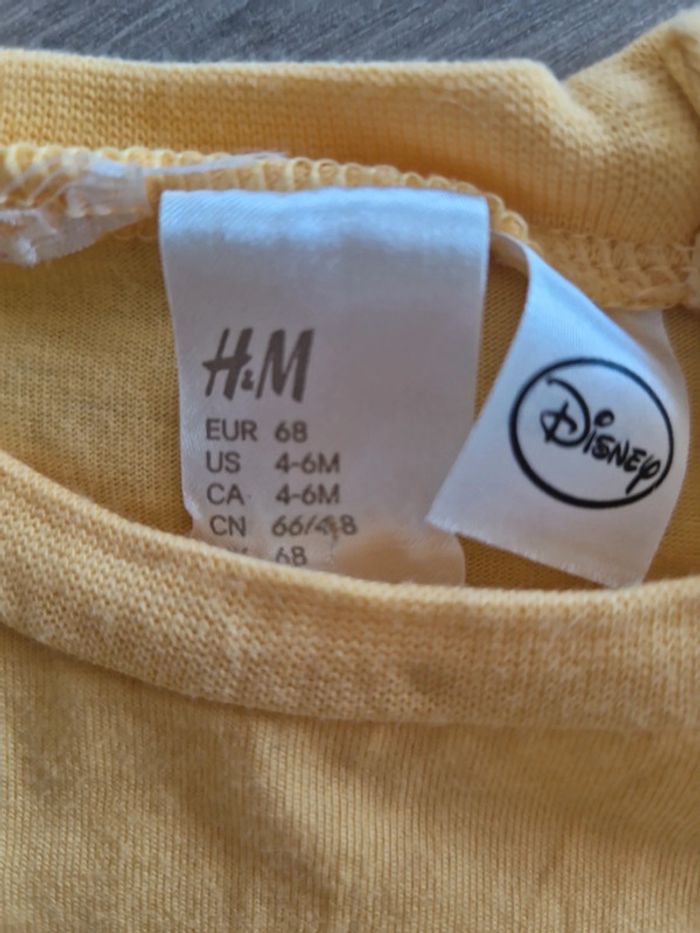 H&M
EUR 68
US 4-6M
CA 4-6M
CN 66/48
68
Disney